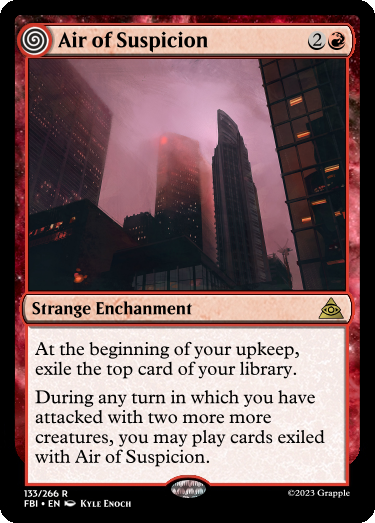 Air of Suspicion 2
Strange Enchanment
At the beginning of your upkeep,
exile the top card of your library.
During any turn in which you have
attacked with two more more
creatures, you may play cards exiled
with Air of Suspicion.
133/266 R
FBI • EN Kyle Enoch
©2023 Grapple